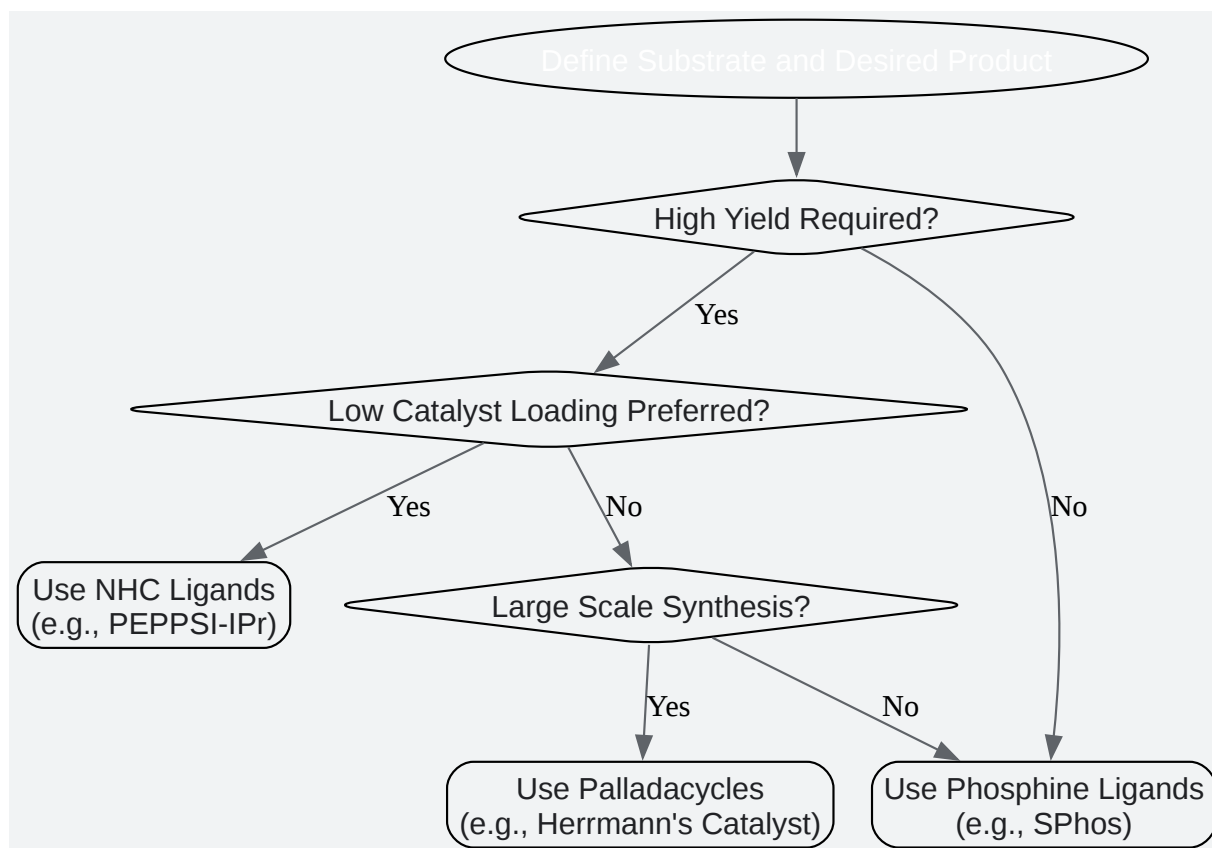 Define Substrate and Desired Product
High Yield Required?
Yes
Low Catalyst Loading Preferred?
Yes
No
No
Use NHC Ligands
(e.g., PEPPSI-IPr)
Large Scale Synthesis?
Yes
No
Use Palladacycles
(e.g., Herrmann's Catalyst)
Use Phosphine Ligands
(e.g., SPhos)